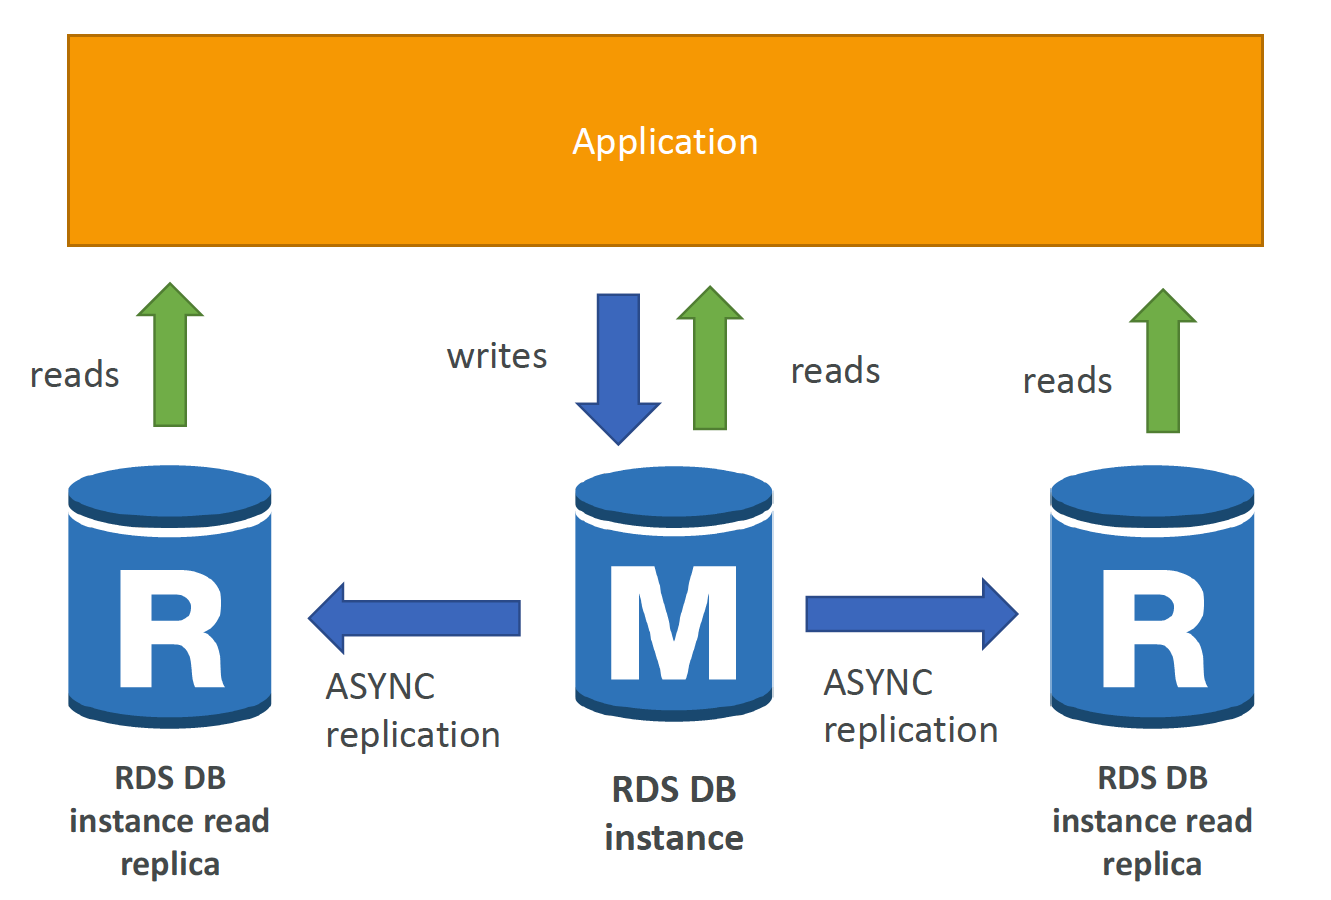 Application
reads
writes
reads
reads
R
M
R
ASYNC
replication
ASYNC
replication
RDS DB
instance read
replica
RDS DB
instance
RDS DB
instance read
replica